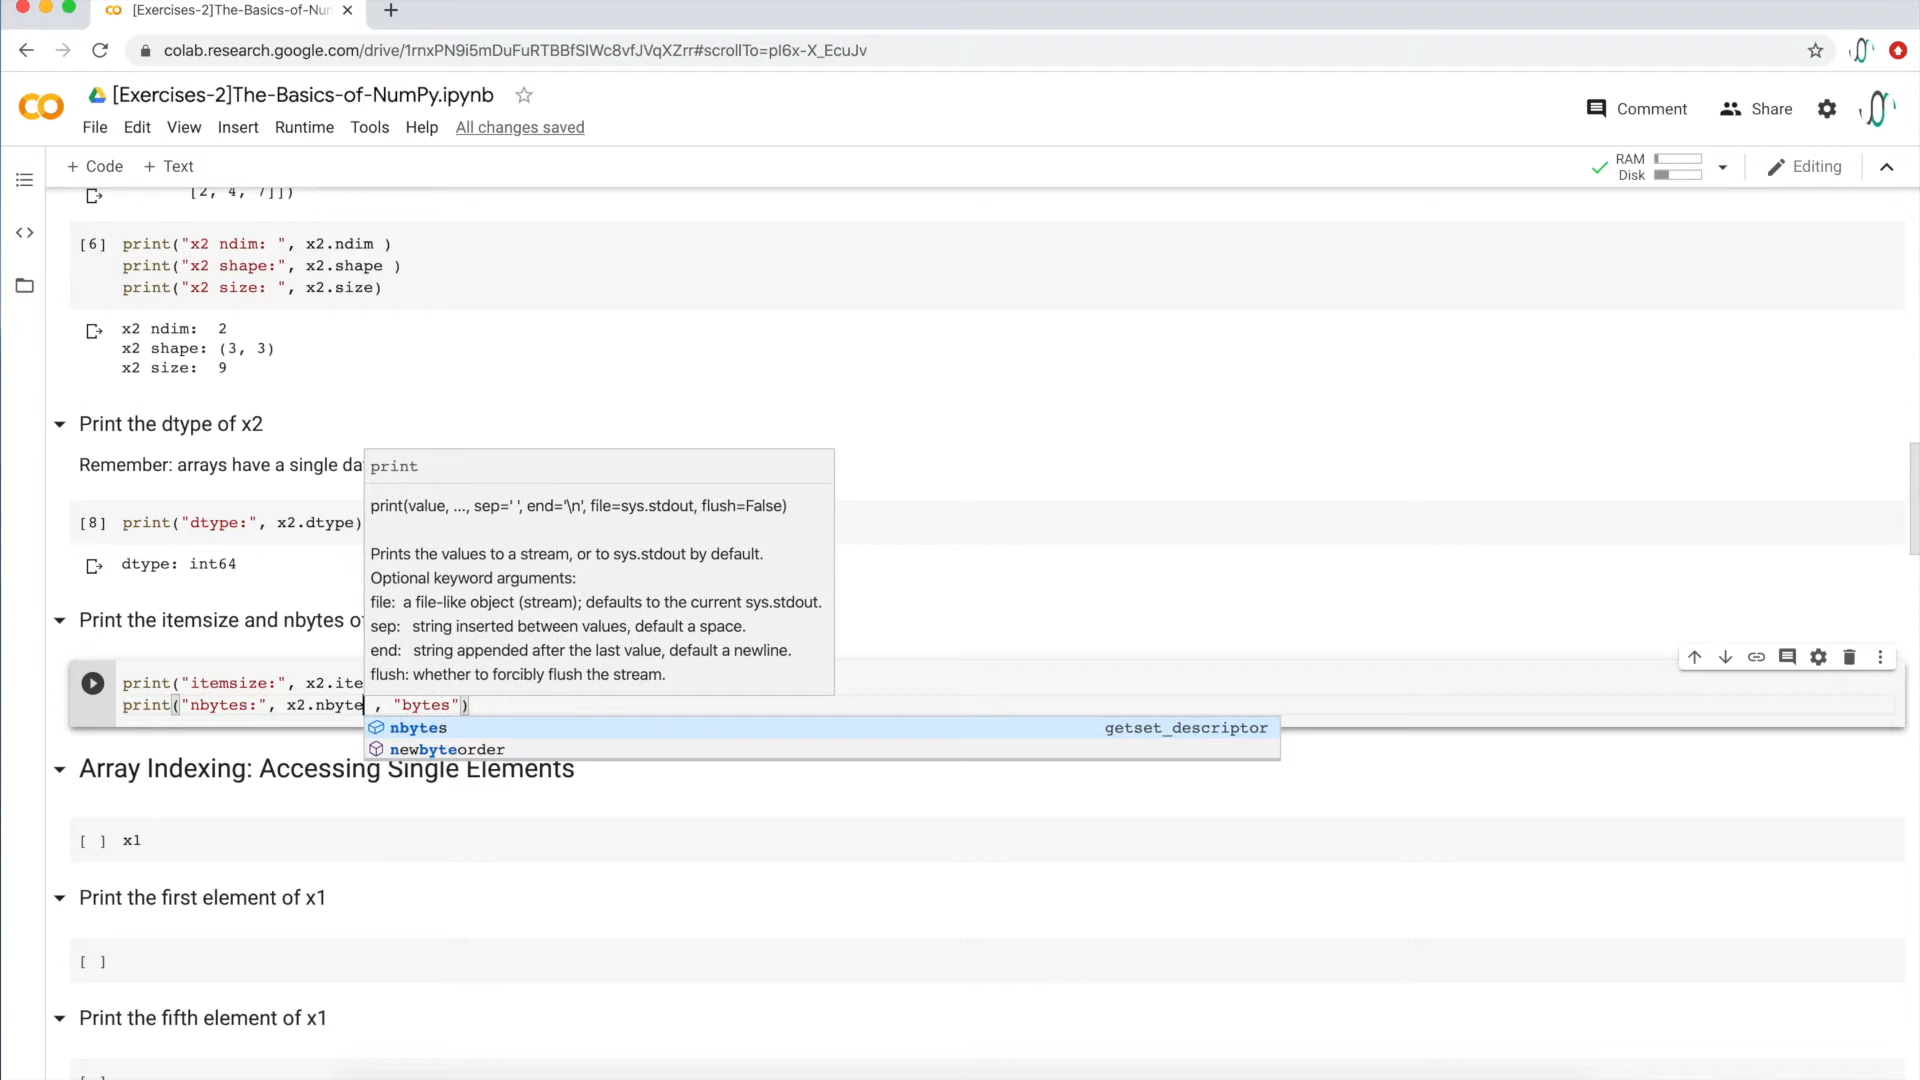 [Exercises-2]The-Basics-of-Nun
colab.research.google.com/drive/1rnxPN9i5mDuFuRTBBfSIWc8vfJVqXZrr#scrollTo=pl6x-X_EcuJv
[Exercises-2]The-Basics-of-NumPy.ipynb
Comment
Share
File Edit View Insert Runtime Tools Help All changes saved
+ Code + Text
RAM
Disk
Editing
[2, 4, 7]])
[6] print("x2 ndim: ", x2.ndim )
print("x2 shape:", x2.shape )
print("x2 size: ", x2.size)
x2 ndim:  2
x2 shape: (3, 3)
x2 size:  9
Print the dtype of x2
Remember: arrays have a single da
print
print(value, ..., sep=' ', end='\n', file=sys.stdout, flush=False)
[8] print("dtype:", x2.dtype)
Prints the values to a stream, or to sys.stdout by default.
dtype: int64
Optional keyword arguments:
file: a file-like object (stream); defaults to the current sys.stdout.
Print the itemsize and nbytes o
sep: string inserted between values, default a space.
end: string appended after the last value, default a newline.
flush: whether to forcibly flush the stream.
print("itemsize:", x2.ite
print("nbytes:", x2.nbyte , "bytes")
nbytes getset_descriptor
newbyteorder
Array Indexing: Accessing Single Elements
[ ] x1
Print the first element of x1
[ ]
Print the fifth element of x1
[ ]